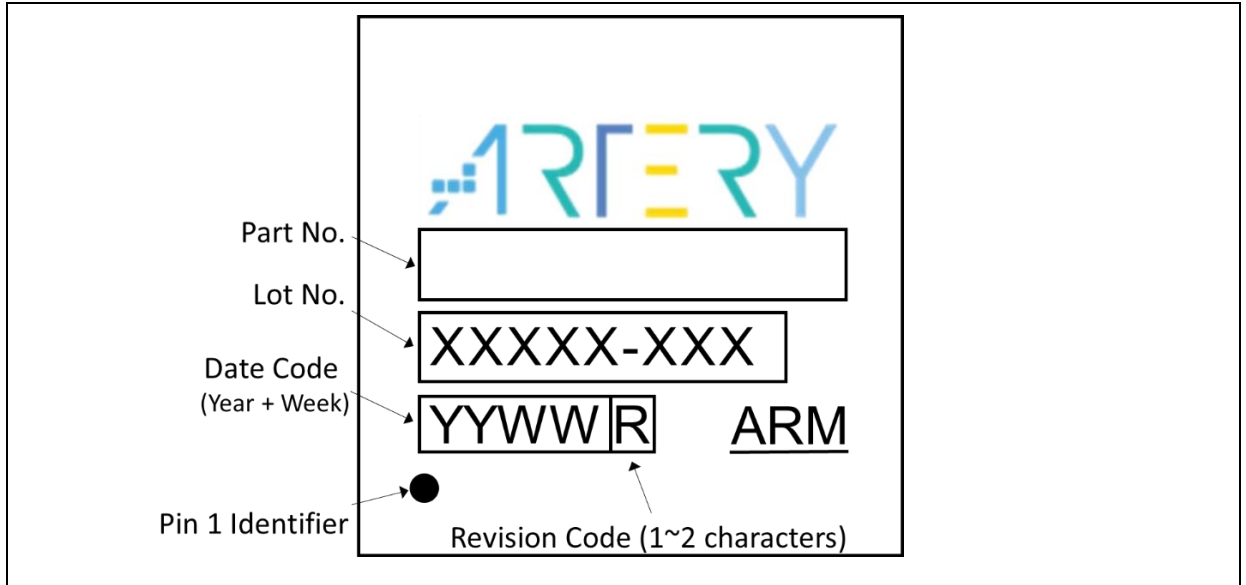 ARTERY
Part No.
Lot No.
XXXXX-XXX
Date Code
(Year + Week)
YYWW R ARM
Pin 1 Identifier
Revision Code (1~2 characters)